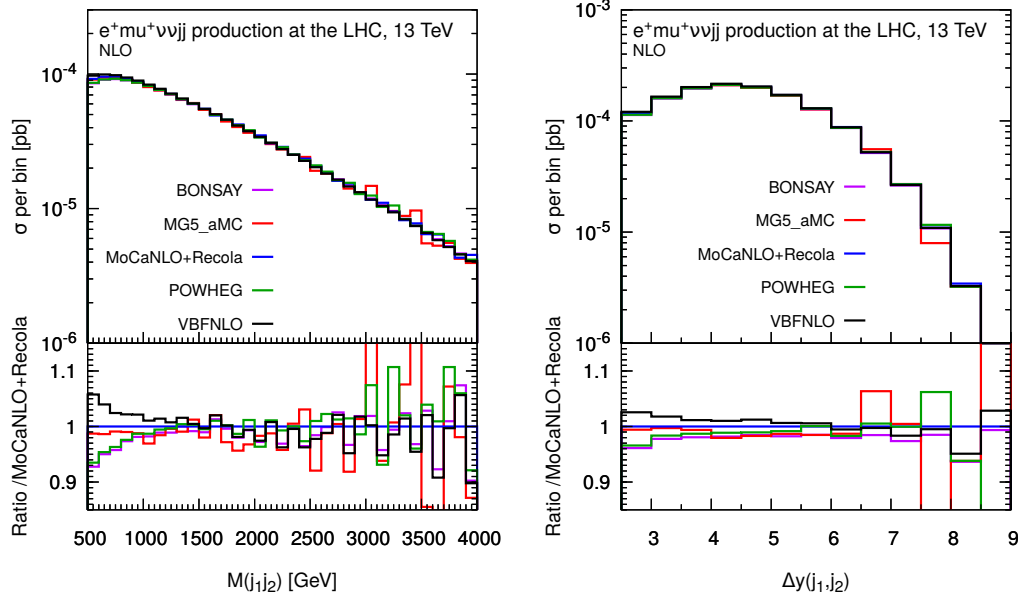 e⁺mu⁺ννjj production at the LHC, 13 TeV
NLO
σ per bin [pb]
10⁻⁴
10⁻⁵
10⁻⁶
BONSAY
MG5_aMC
MoCaNLO+Recola
POWHEG
VBFNLO
Ratio /MoCaNLO+Recola
1.1
1
0.9
500 1000 1500 2000 2500 3000 3500 4000
M(j₁j₂) [GeV]
e⁺mu⁺ννjj production at the LHC, 13 TeV
NLO
σ per bin [pb]
10⁻³
10⁻⁴
10⁻⁵
10⁻⁶
BONSAY
MG5_aMC
MoCaNLO+Recola
POWHEG
VBFNLO
Ratio /MoCaNLO+Recola
1.1
1
0.9
3 4 5 6 7 8 9
Δy(j₁,j₂)